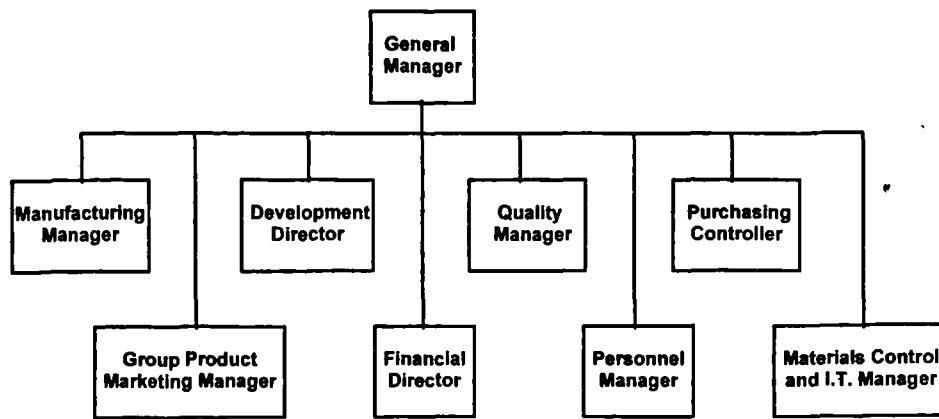 General
Manager
Manufacturing
Manager
Development
Director
Quality
Manager
Purchasing
Controller
Group Product
Marketing Manager
Financial
Director
Personnel
Manager
Materials Control
and I.T. Manager